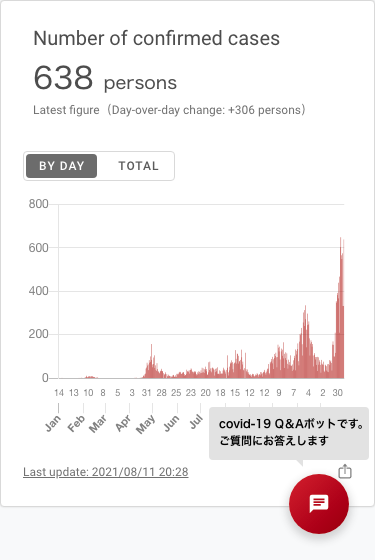 Number of confirmed cases
638 persons
Latest figure（Day-over-day change: +306 persons）
BY DAY TOTAL
800
600
400
200
0
14 13 10 8 5 3 31 28 25 23 20 18 15 12 9 7 4 2 30
Jan Feb Mar Apr May Jun Jul
covid-19 Q&Aボットです。
ご質問にお答えします
Last update: 2021/08/11 20:28